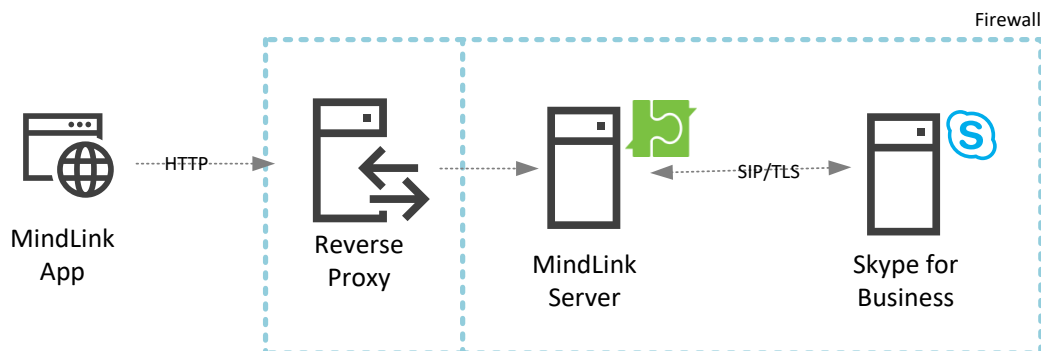 Firewall
HTTP
SIP/TLS
MindLink
App
Reverse
Proxy
MindLink
Server
Skype for
Business
S